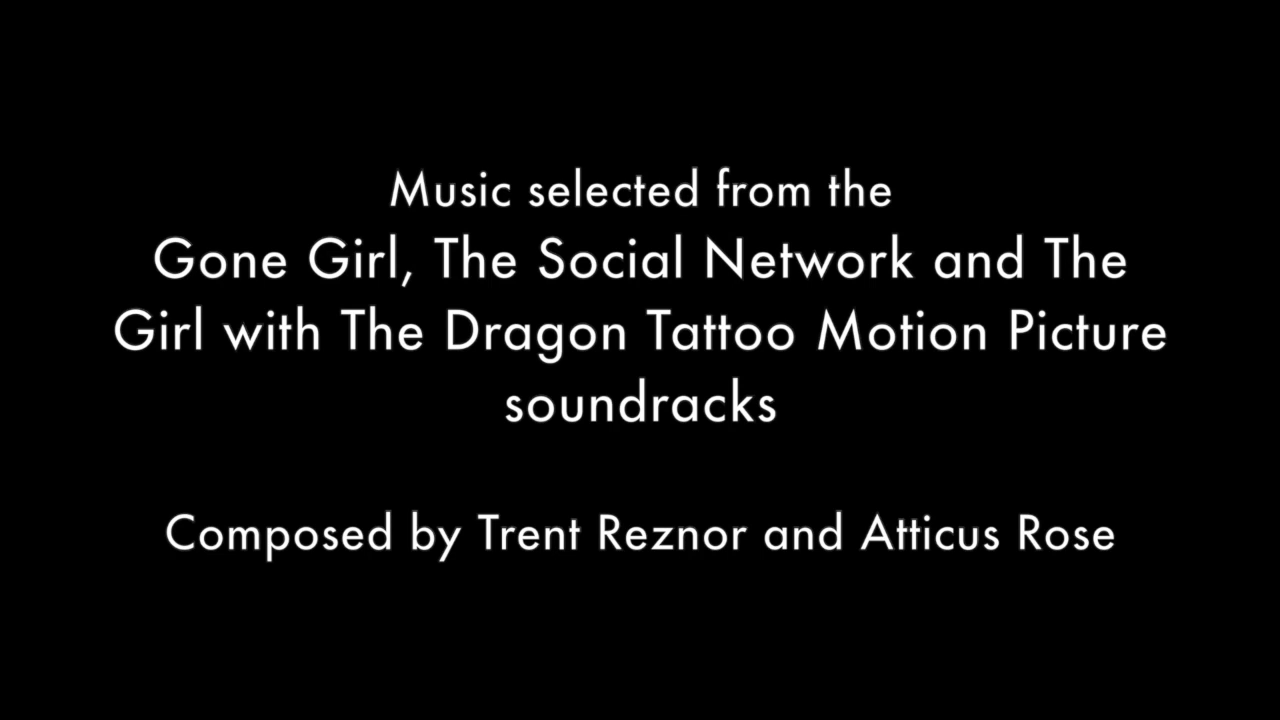 Music selected from the
Gone Girl, The Social Network and The
Girl with The Dragon Tattoo Motion Picture
soundracks
Composed by Trent Reznor and Atticus Rose